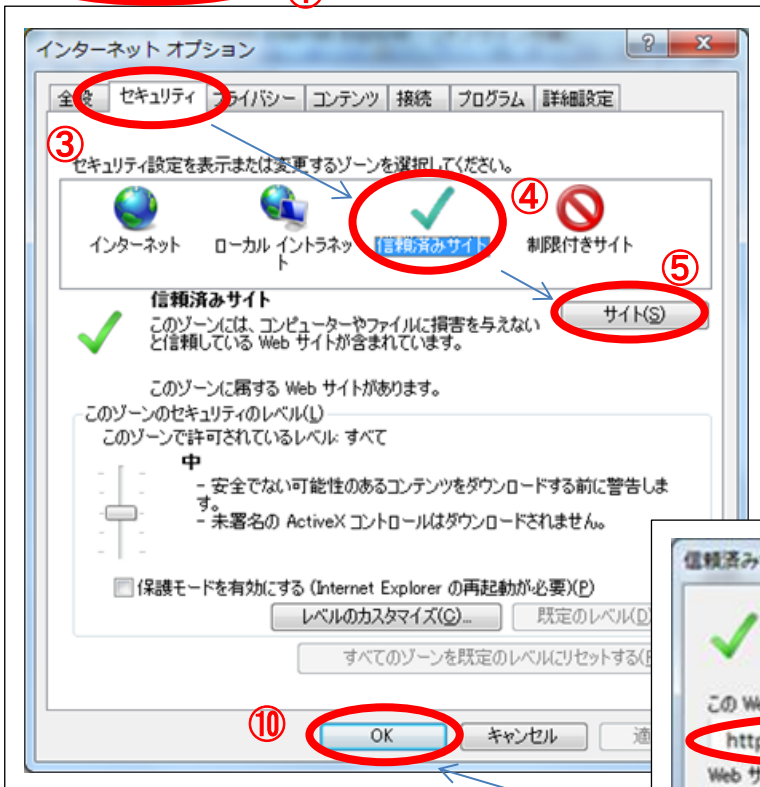 インターネット オプション
全般 セキュリティ プライバシー コンテンツ 接続 プログラム 詳細設定
③
セキュリティ設定を表示または変更するゾーンを選択してください。
④
インターネット
ローカル イントラネッ
ト
信頼済みサイト
制限付きサイト
⑤
信頼済みサイト
サイト(S)
このゾーンには、コンピューターやファイルに損害を与えない
と信頼している Web サイトが含まれています。
このゾーンに属する Web サイトがあります。
このゾーンのセキュリティのレベル(L)
このゾーンで許可されているレベル: すべて
中
- 安全でない可能性のあるコンテンツをダウンロードする前に警告しま
す。
- 未署名の ActiveX コントロールはダウンロードされません。
保護モードを有効にする (Internet Explorer の再起動が必要)(P)
レベルのカスタマイズ(C)... 既定のレベル(D
すべてのゾーンを既定のレベルにリセットする(
⑩
OK キャンセル 適
信頼済み
この We
http
Web サ